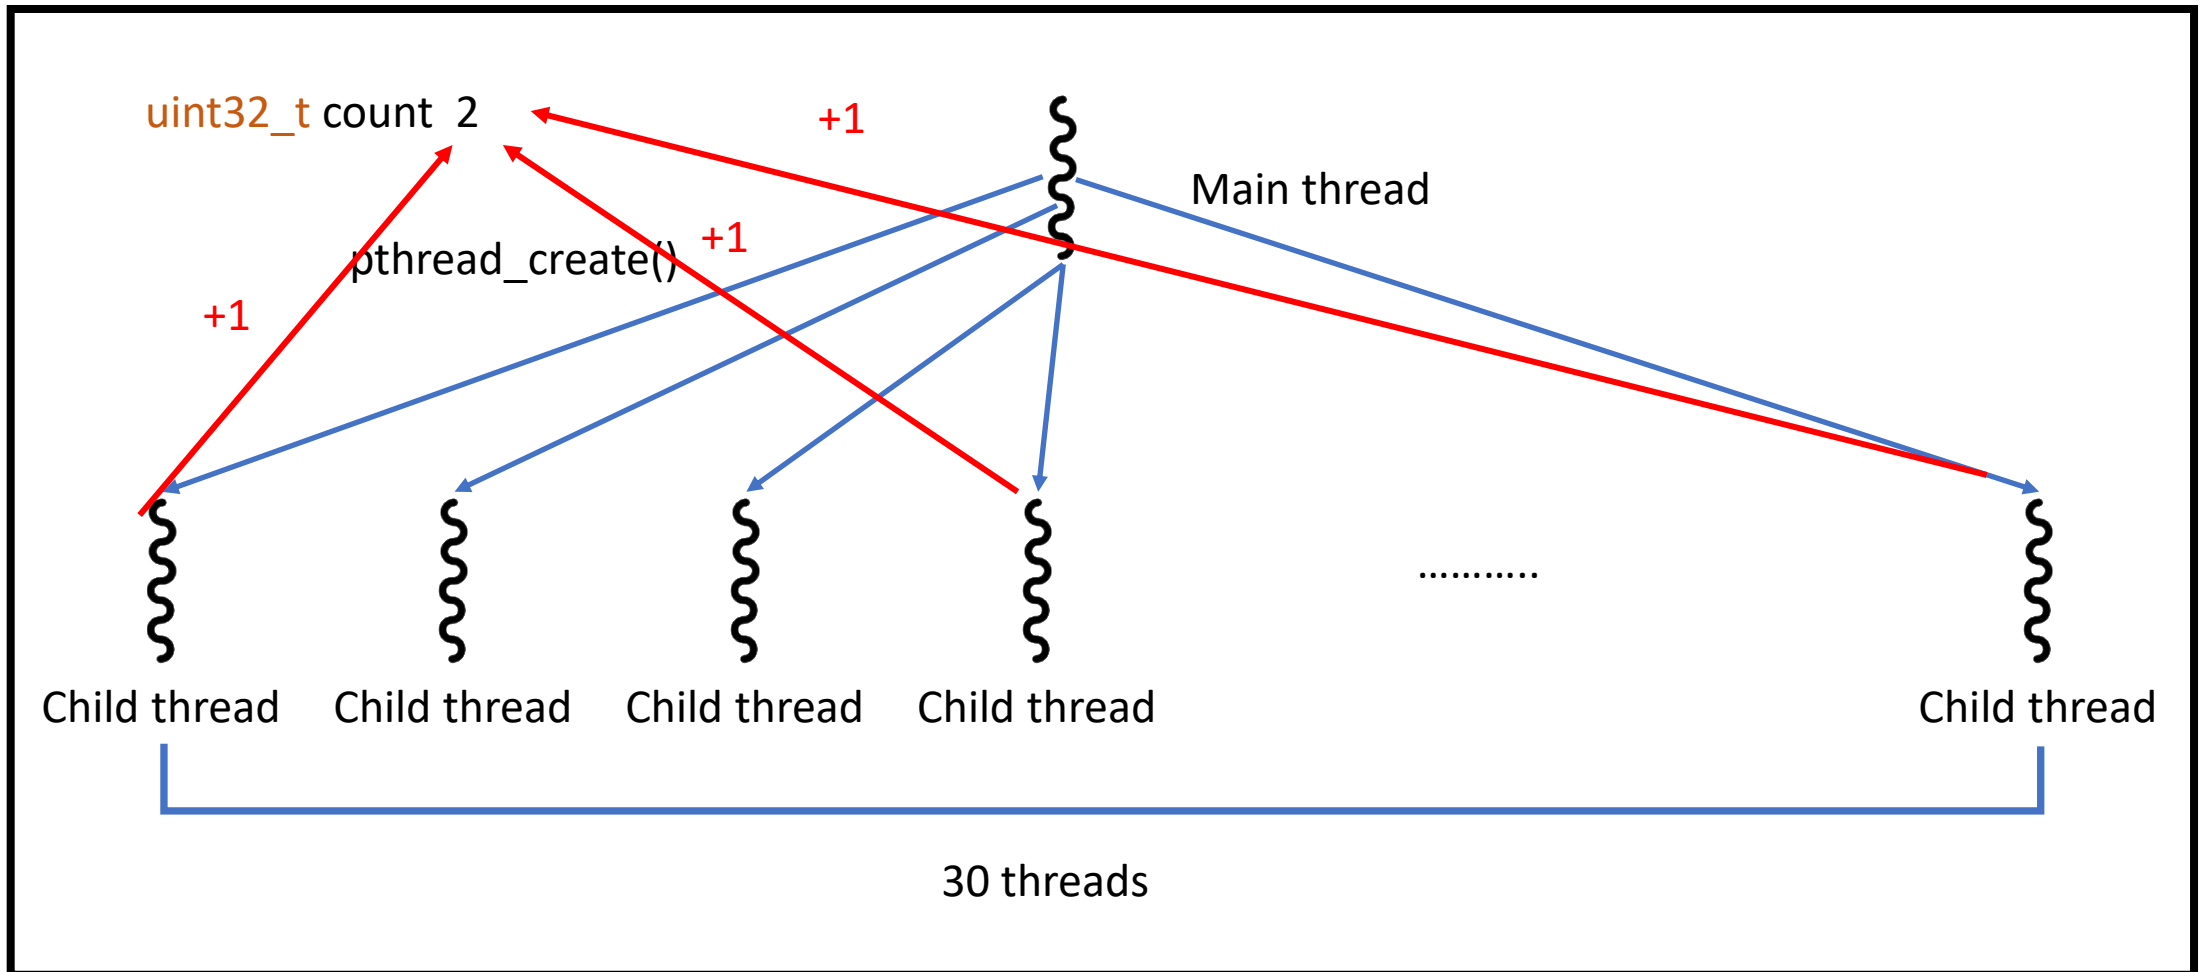 uint32_t count 2
+1
Main thread
+1
pthread_create()
+1
...........
Child thread
Child thread
Child thread
Child thread
Child thread
30 threads